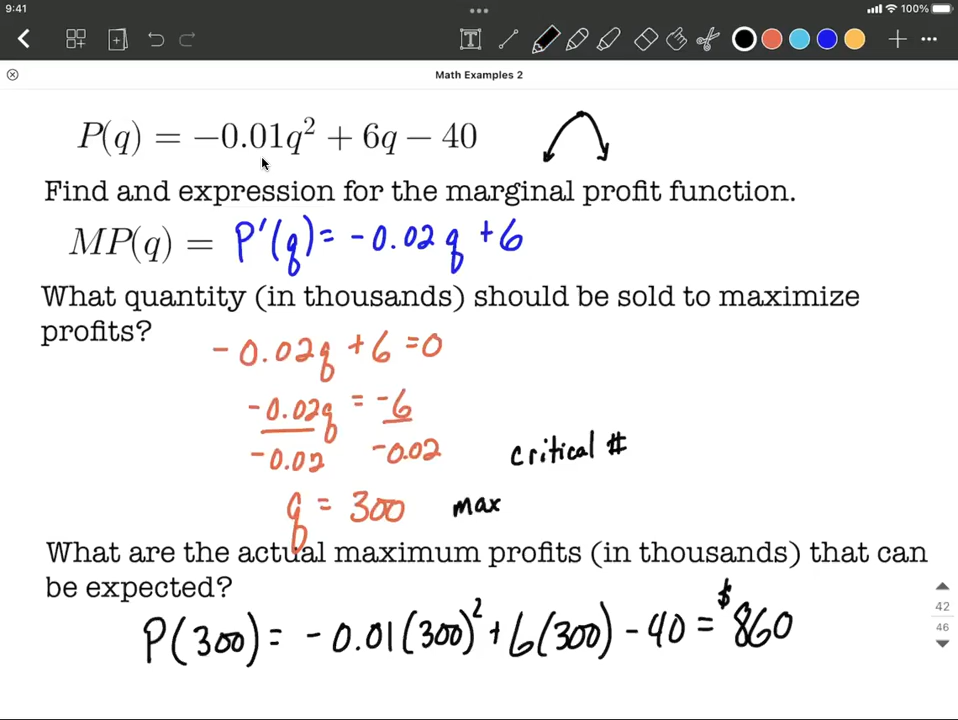 9:41
100%
Math Examples 2
P(q) = −0.01q² + 6q − 40
Find and expression for the marginal profit function.
MP(q) = P'(q) = -0.02q + 6
What quantity (in thousands) should be sold to maximize
profits?
-0.02q + 6 = 0
-0.02q = -6
-0.02 -0.02
critical #
q = 300 max
What are the actual maximum profits (in thousands) that can
be expected?
P(300) = -0.01(300)² + 6(300) - 40 = $860
42
46